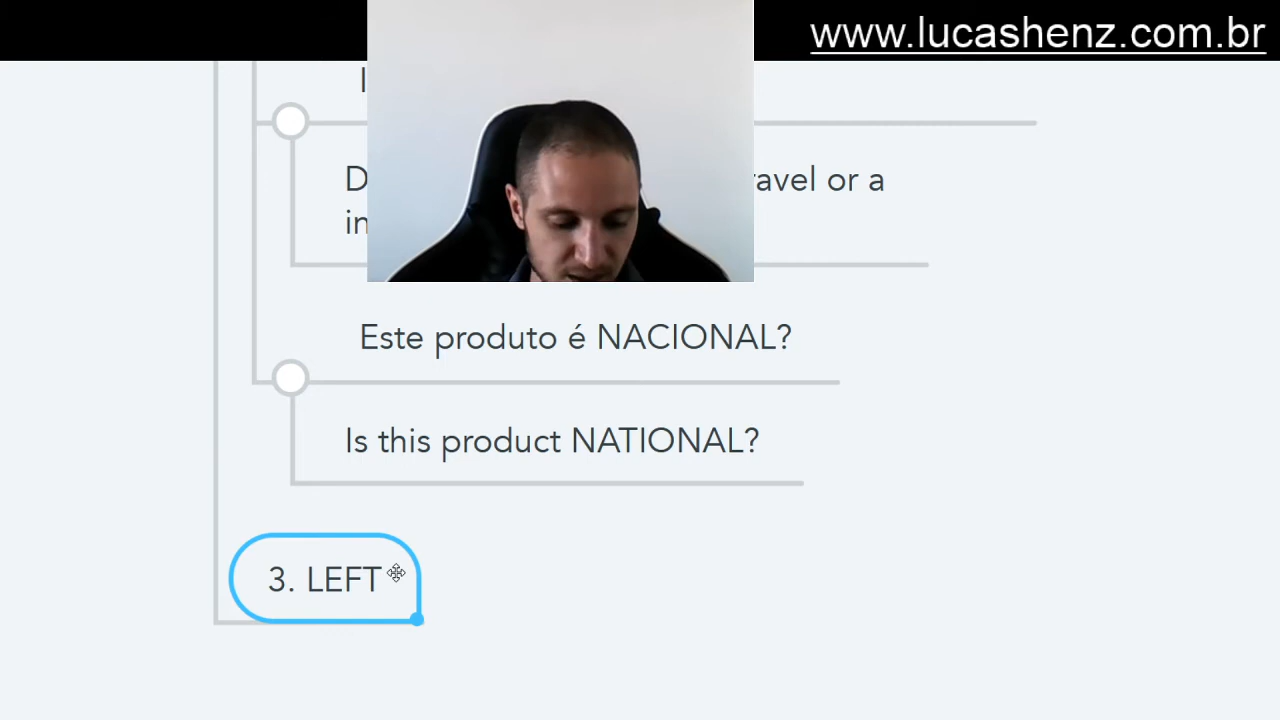 www.lucashenz.com.br
avel or a
Este produto é NACIONAL?
Is this product NATIONAL?
3. LEFT